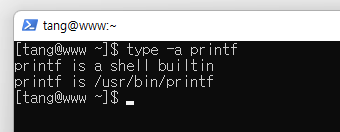 tang@www:~
[tang@www ~]$ type -a printf
printf is a shell builtin
printf is /usr/bin/printf
[tang@www ~]$